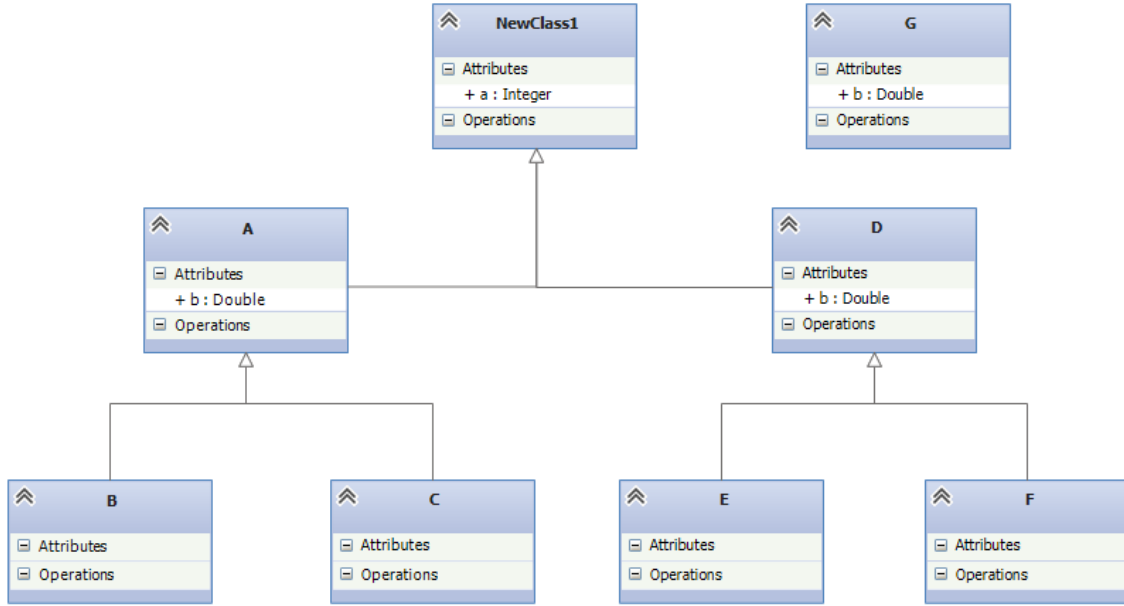 NewClass1
Attributes
+ a : Integer
Operations
G
Attributes
+ b : Double
Operations
A
Attributes
+ b : Double
Operations
D
Attributes
+ b : Double
Operations
B
Attributes
Operations
C
Attributes
Operations
E
Attributes
Operations
F
Attributes
Operations